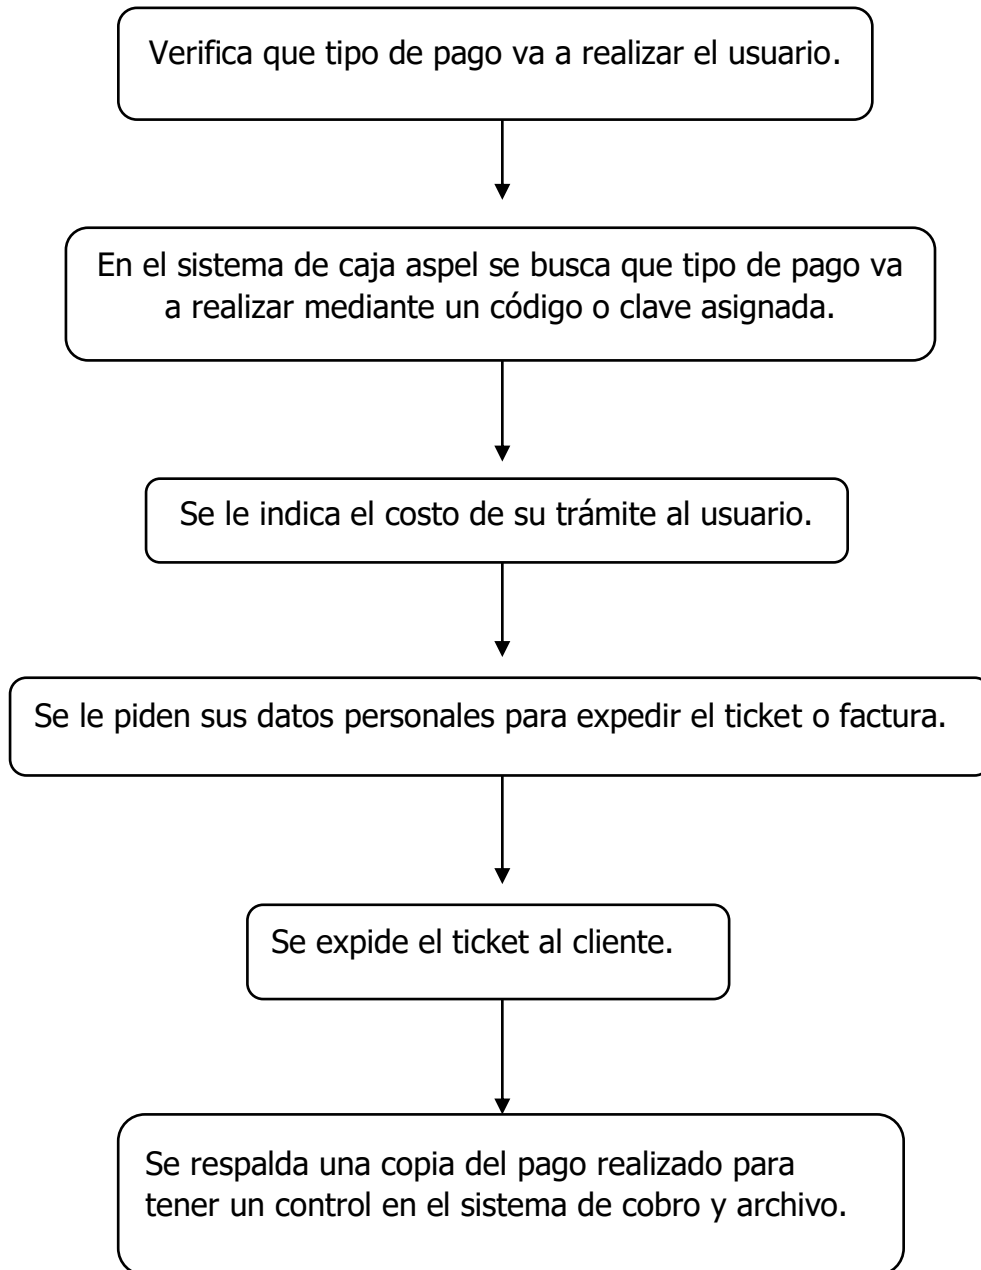 Verifica que tipo de pago va a realizar el usuario.
En el sistema de caja aspel se busca que tipo de pago va
a realizar mediante un código o clave asignada.
Se le indica el costo de su trámite al usuario.
Se le piden sus datos personales para expedir el ticket o factura.
Se expide el ticket al cliente.
Se respalda una copia del pago realizado para
tener un control en el sistema de cobro y archivo.